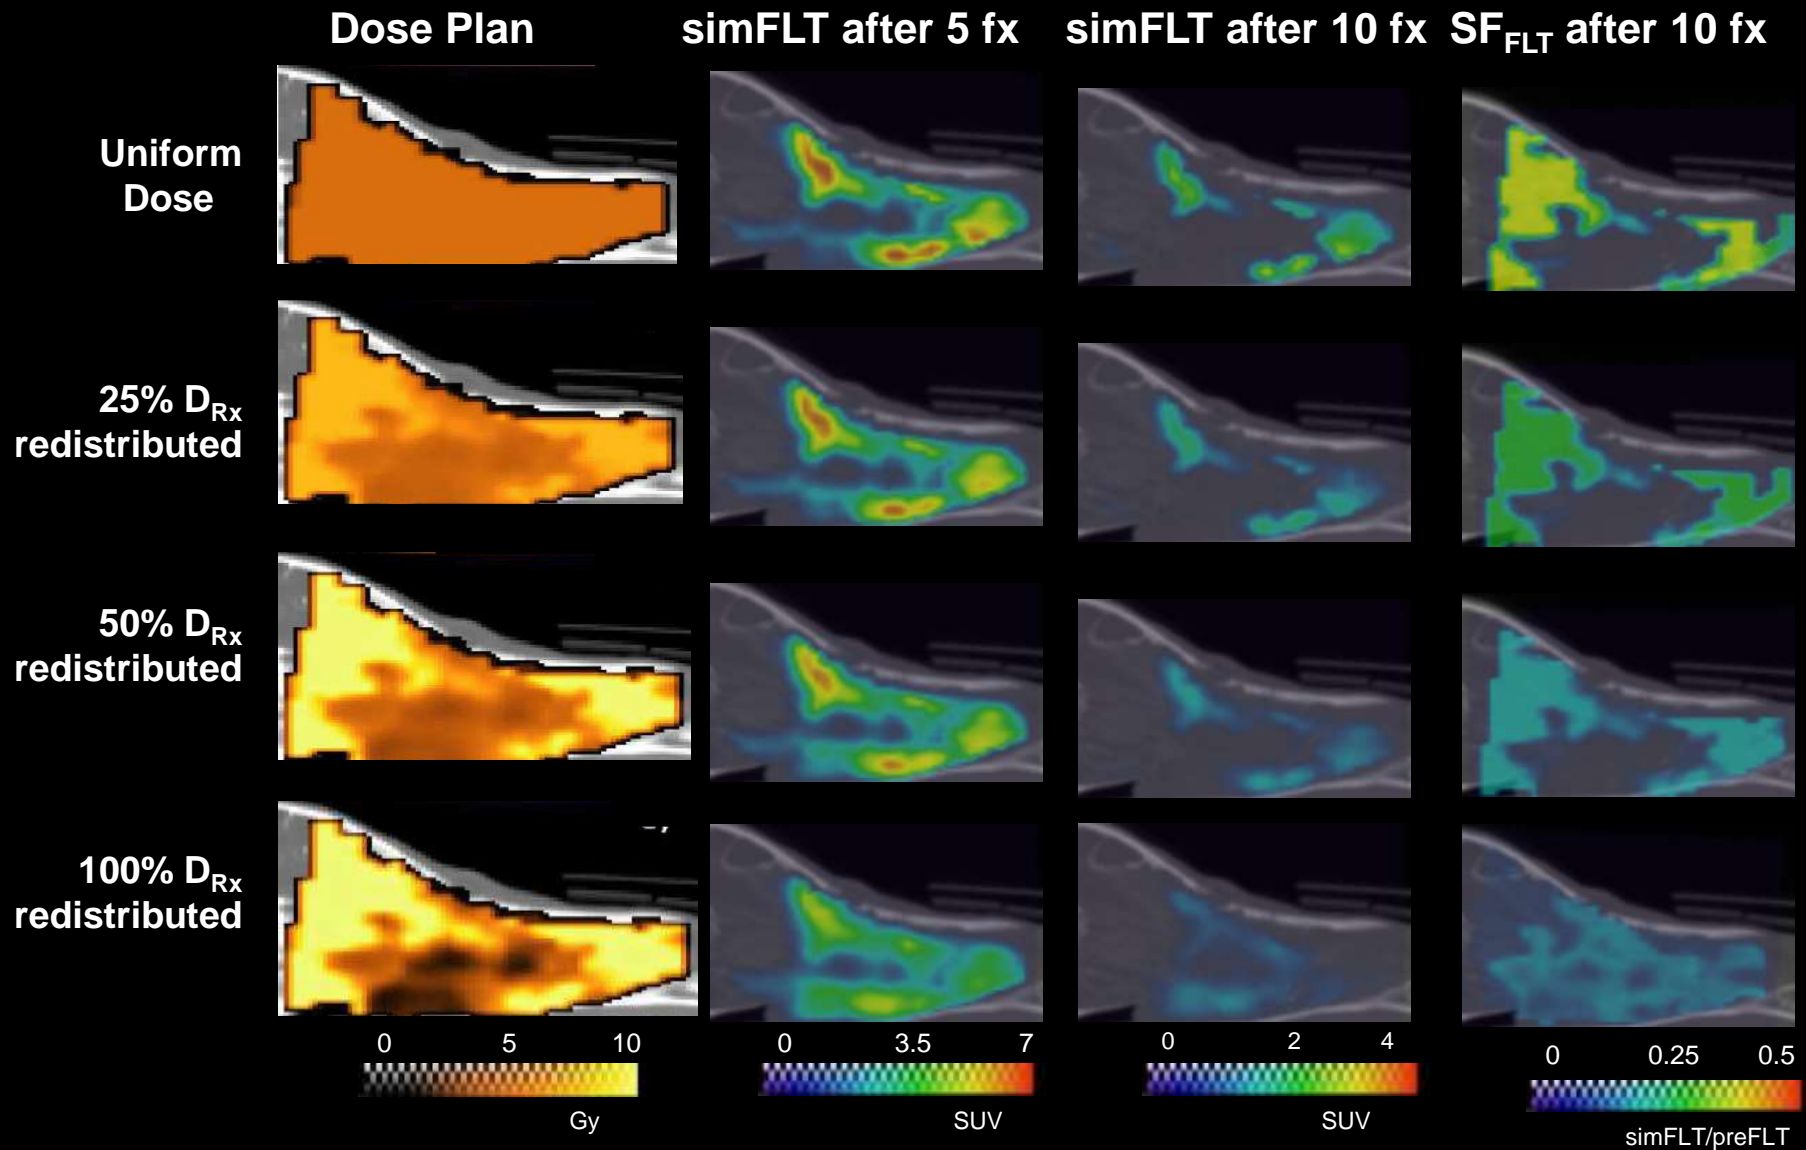 Dose Plan
simFLT after 5 fx
simFLT after 10 fx
SFFLT after 10 fx
Uniform
Dose
25% DRx
redistributed
50% DRx
redistributed
100% DRx
redistributed
0 5 10
Gy
0 3.5 7
SUV
0 2 4
SUV
0 0.25 0.5
simFLT/preFLT